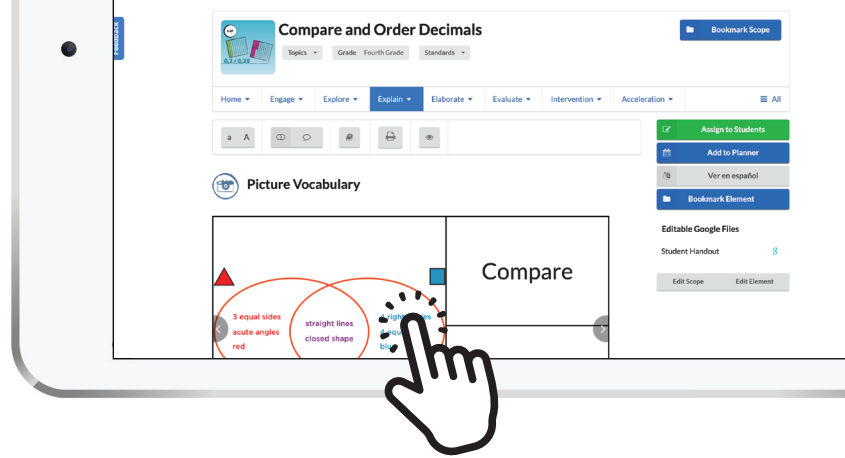 Feedback
Compare and Order Decimals
Bookmark Scope
Topics Grade Fourth Grade Standards
Home Engage Explore Explain Elaborate Evaluate Intervention Acceleration All
a A
Assign to Students
Add to Planner
Ver en español
Bookmark Element
Picture Vocabulary
Editable Google Files
Student Handout
Edit Scope Edit Element
Compare
3 equal sides
acute angles
red
straight lines
closed shape